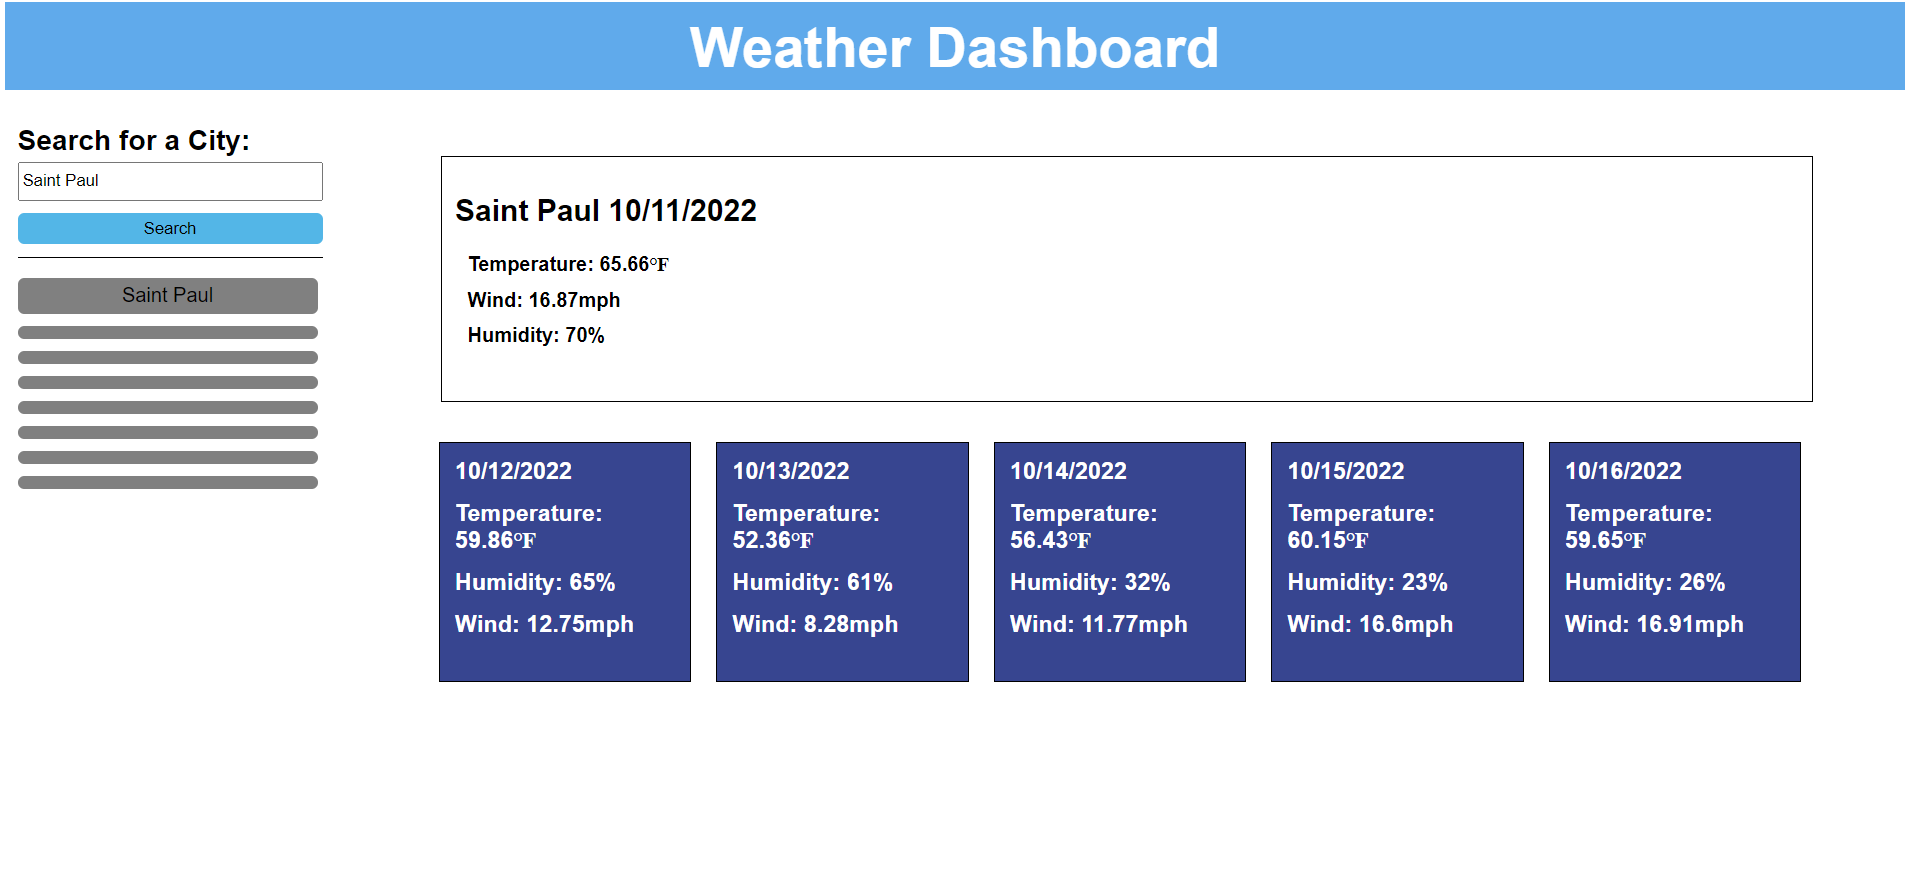 Weather Dashboard
Search for a City:
Saint Paul
Search
Saint Paul
Saint Paul 10/11/2022
Temperature: 65.66°F
Wind: 16.87mph
Humidity: 70%
10/12/2022
Temperature:
59.86°F
Humidity: 65%
Wind: 12.75mph
10/13/2022
Temperature:
52.36°F
Humidity: 61%
Wind: 8.28mph
10/14/2022
Temperature:
56.43°F
Humidity: 32%
Wind: 11.77mph
10/15/2022
Temperature:
60.15°F
Humidity: 23%
Wind: 16.6mph
10/16/2022
Temperature:
59.65°F
Humidity: 26%
Wind: 16.91mph